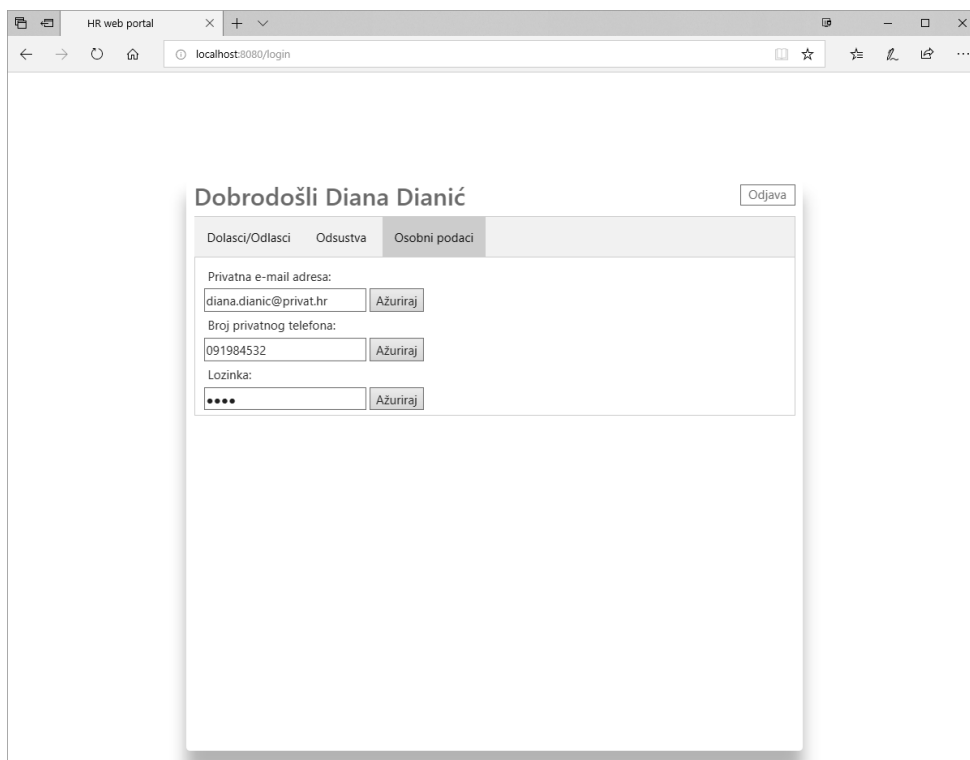 HR web portal
localhost:8080/login
Dobrodošli Diana Dianić
Odjava
Dolasci/Odlasci Odsustva Osobni podaci
Privatna e-mail adresa:
diana.dianic@privat.hr Ažuriraj
Broj privatnog telefona:
091984532 Ažuriraj
Lozinka:
•••• Ažuriraj